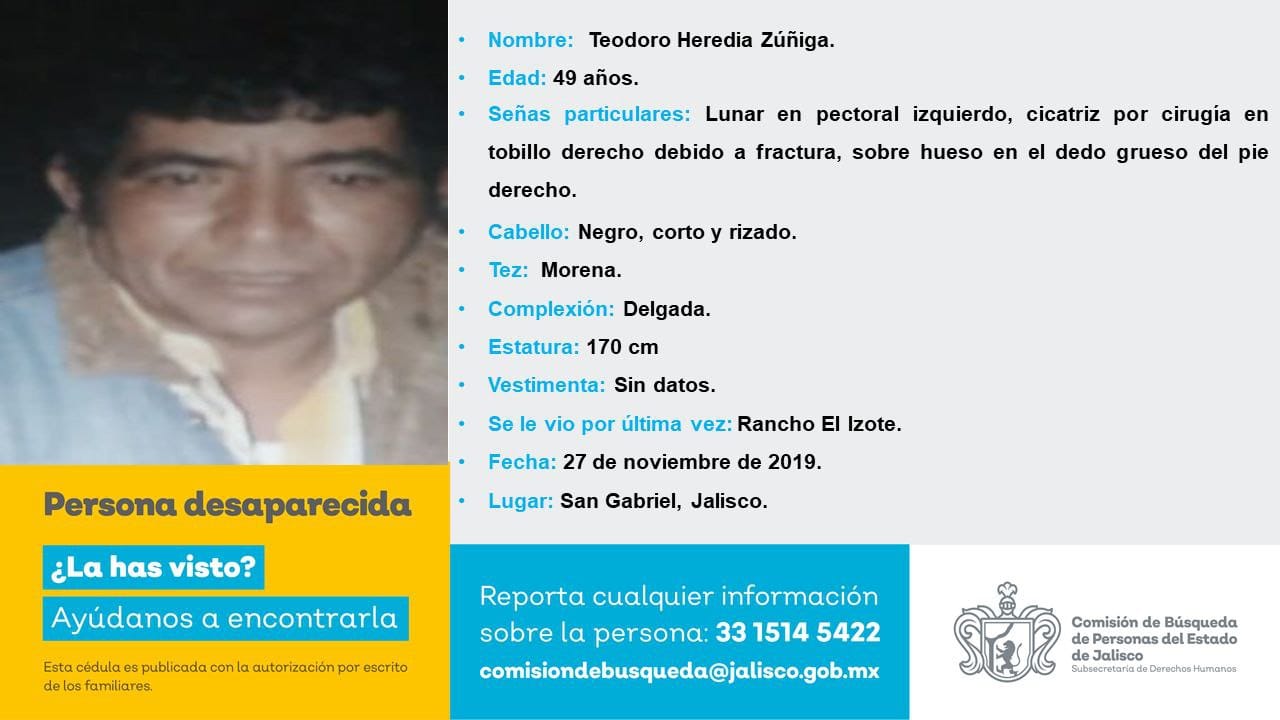 • Nombre: Teodoro Heredia Zúñiga.
• Edad: 49 años.
• Señas particulares: Lunar en pectoral izquierdo, cicatriz por cirugía en
tobillo derecho debido a fractura, sobre hueso en el dedo grueso del pie
derecho.
• Cabello: Negro, corto y rizado.
• Tez: Morena.
• Complexión: Delgada.
• Estatura: 170 cm
• Vestimenta: Sin datos.
• Se le vio por última vez: Rancho El Izote.
• Fecha: 27 de noviembre de 2019.
• Lugar: San Gabriel, Jalisco.
Persona desaparecida
¿La has visto?
Ayúdanos a encontrarla
Esta cédula es publicada con la autorización por escrito
de los familiares.
Reporta cualquier información
sobre la persona: 33 1514 5422
comisiondebusqueda@jalisco.gob.mx
Comisión de Búsqueda
de Personas del Estado
de Jalisco
Subsecretaría de Derechos Humanos